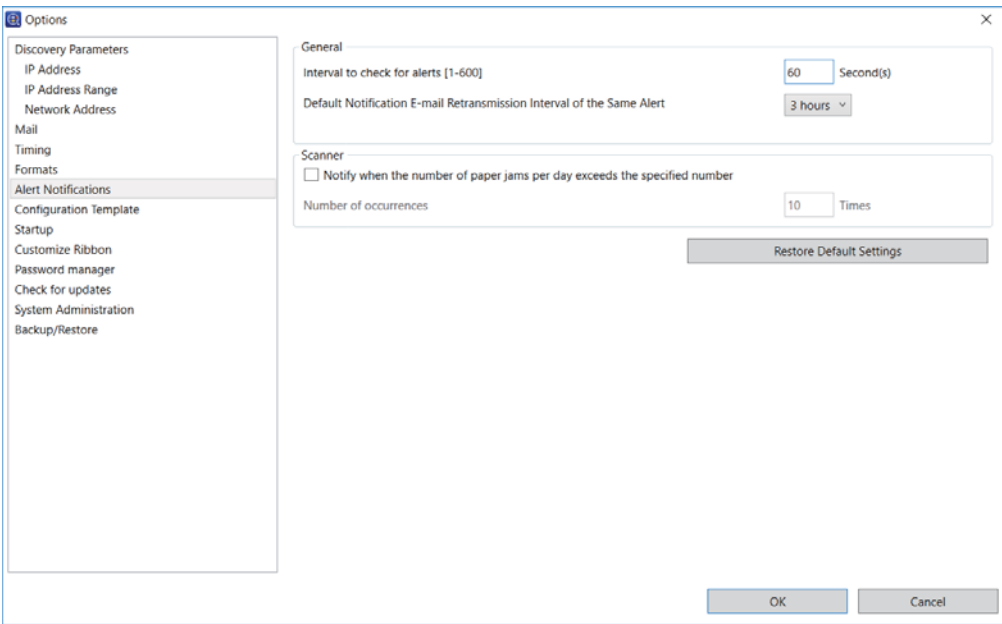 Options
Discovery Parameters
IP Address
IP Address Range
Network Address
Mail
Timing
Formats
Alert Notifications
Configuration Template
Startup
Customize Ribbon
Password manager
Check for updates
System Administration
Backup/Restore
General
Interval to check for alerts [1-600] 60 Second(s)
Default Notification E-mail Retransmission Interval of the Same Alert 3 hours
Scanner
Notify when the number of paper jams per day exceeds the specified number
Number of occurrences 10 Times
Restore Default Settings
OK Cancel